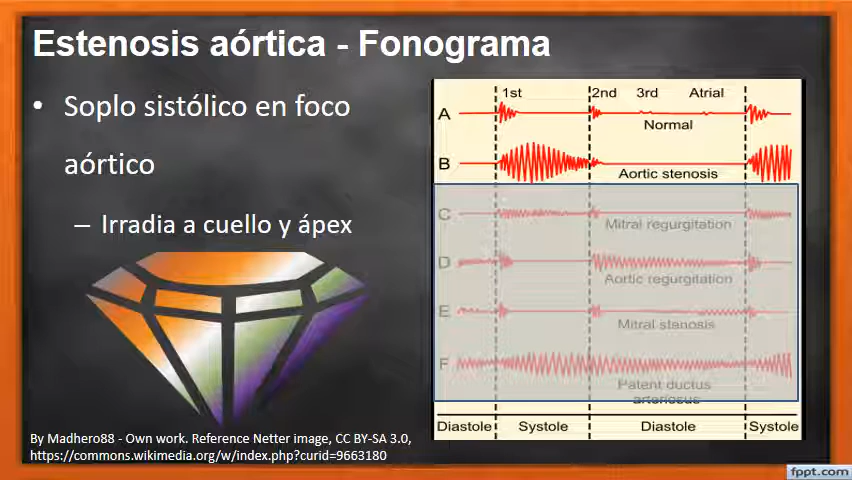 Estenosis aórtica - Fonograma
• Soplo sistólico en foco
aórtico
– Irradia a cuello y ápex
By Madhero88 - Own work. Reference Netter image, CC BY-SA 3.0,
https://commons.wikimedia.org/w/index.php?curid=9663180
1st 2nd 3rd Atrial
A
Normal
B
Aortic stenosis
C
Mitral regurgitation
D
Aortic regurgitation
E
Mitral stenosis
F
Patent ductus
arteriosus
Diastole Systole Diastole Systole
fppt.com